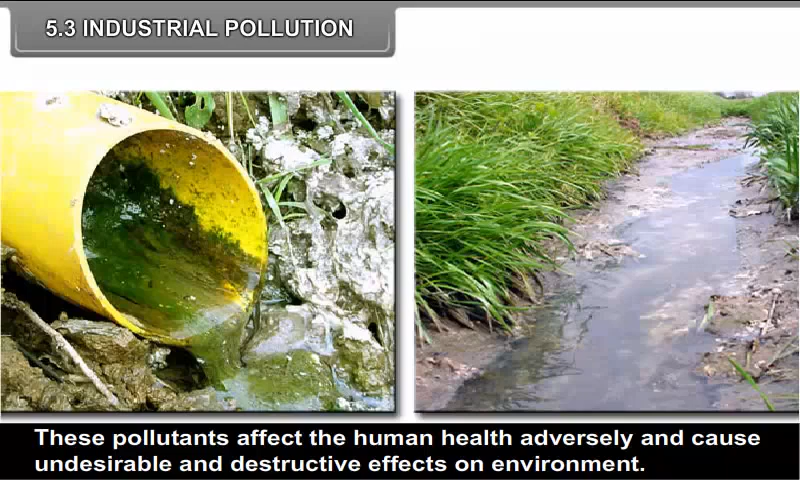 5.3 INDUSTRIAL POLLUTION
These pollutants affect the human health adversely and cause
undesirable and destructive effects on environment.